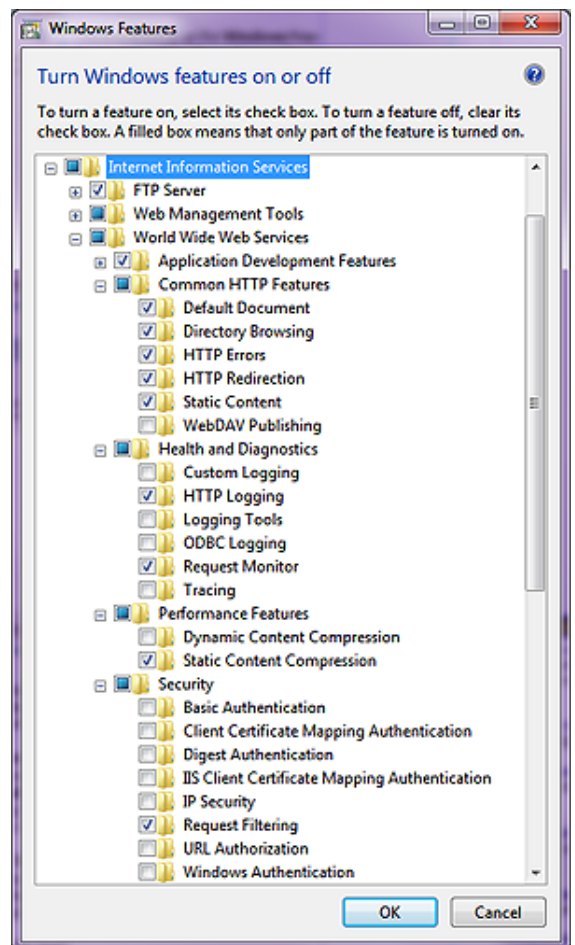 Windows Features
Turn Windows features on or off
To turn a feature on, select its check box. To turn a feature off, clear its
check box. A filled box means that only part of the feature is turned on.
Internet Information Services
FTP Server
Web Management Tools
World Wide Web Services
Application Development Features
Common HTTP Features
Default Document
Directory Browsing
HTTP Errors
HTTP Redirection
Static Content
WebDAV Publishing
Health and Diagnostics
Custom Logging
HTTP Logging
Logging Tools
ODBC Logging
Request Monitor
Tracing
Performance Features
Dynamic Content Compression
Static Content Compression
Security
Basic Authentication
Client Certificate Mapping Authentication
Digest Authentication
IIS Client Certificate Mapping Authentication
IP Security
Request Filtering
URL Authorization
Windows Authentication
OK Cancel